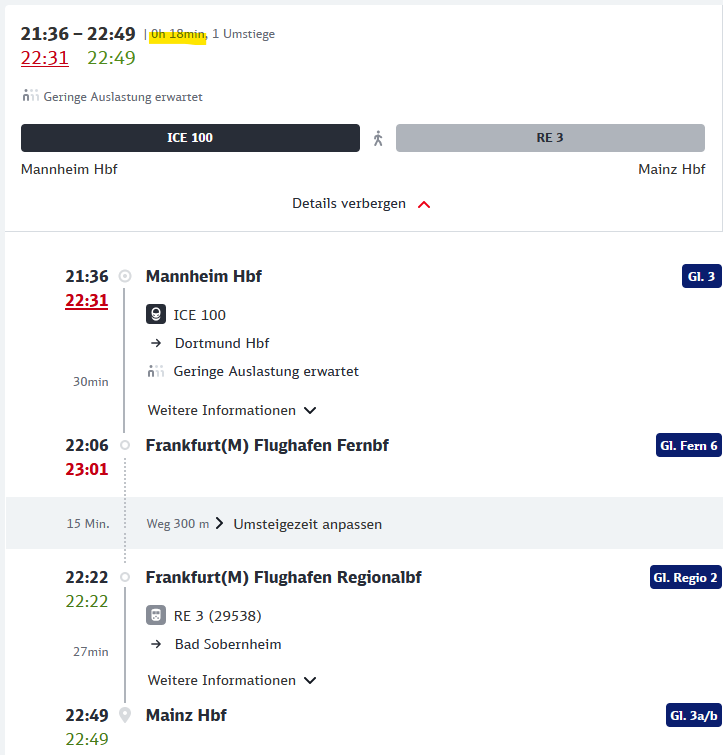 21:36 – 22:49 | 0h 18min, 1 Umstiege
22:31 22:49
Geringe Auslastung erwartet
ICE 100 RE 3
Mannheim Hbf Mainz Hbf
Details verbergen
21:36 Mannheim Hbf Gl. 3
22:31
ICE 100
→ Dortmund Hbf
Geringe Auslastung erwartet
30min
Weitere Informationen
22:06 Frankfurt(M) Flughafen Fernbf Gl. Fern 6
23:01
15 Min. Weg 300 m Umsteigezeit anpassen
22:22 Frankfurt(M) Flughafen Regionalbf Gl. Regio 2
22:22
RE 3 (29538)
→ Bad Sobernheim
27min
Weitere Informationen
22:49 Mainz Hbf Gl. 3a/b
22:49